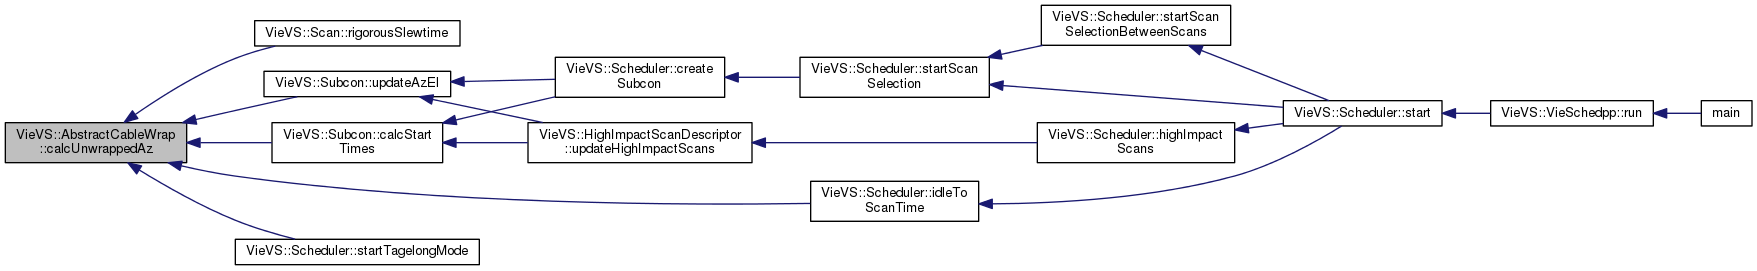 VieVS::AbstractCableWrap
::calcUnwrappedAz
VieVS::Scan::rigorousSlewtime
VieVS::Subcon::updateAzEl
VieVS::Subcon::calcStart
Times
VieVS::Scheduler::startTagelongMode
VieVS::Scheduler::create
Subcon
VieVS::HighImpactScanDescriptor
::updateHighImpactScans
VieVS::Scheduler::startScan
Selection
VieVS::Scheduler::idleTo
ScanTime
VieVS::Scheduler::startScan
SelectionBetweenScans
VieVS::Scheduler::highImpact
Scans
VieVS::Scheduler::start
VieVS::VieSchedpp::run
main